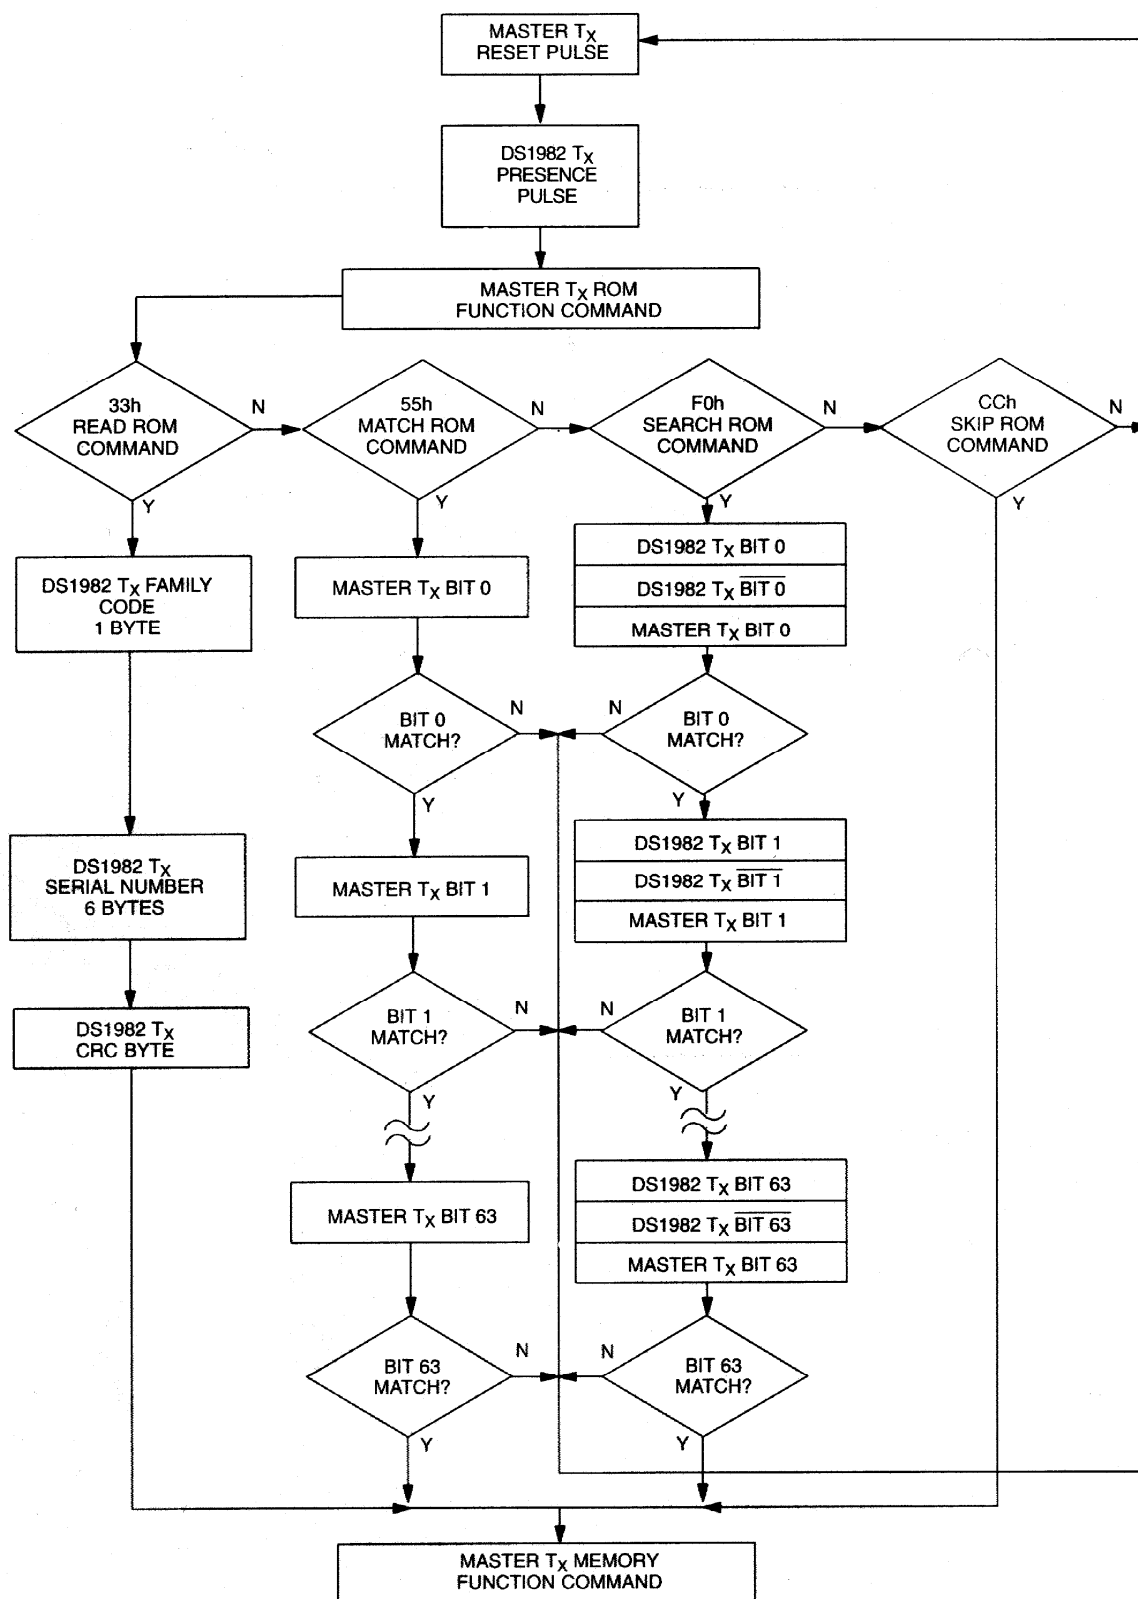 MASTER TX
RESET PULSE
DS1982 TX
PRESENCE
PULSE
MASTER TX ROM
FUNCTION COMMAND
33h
READ ROM
COMMAND
N
Y
55h
MATCH ROM
COMMAND
N
Y
F0h
SEARCH ROM
COMMAND
N
Y
CCh
SKIP ROM
COMMAND
N
Y
DS1982 TX FAMILY
CODE
1 BYTE
DS1982 TX
SERIAL NUMBER
6 BYTES
DS1982 TX
CRC BYTE
MASTER TX BIT 0
BIT 0
MATCH?
N
Y
MASTER TX BIT 1
BIT 1
MATCH?
N
Y
MASTER TX BIT 63
BIT 63
MATCH?
N
Y
DS1982 TX BIT 0
DS1982 TX B̅I̅T̅ ̅0̅
MASTER TX BIT 0
BIT 0
MATCH?
N
Y
DS1982 TX BIT 1
DS1982 TX B̅I̅T̅ ̅1̅
MASTER TX BIT 1
BIT 1
MATCH?
N
Y
DS1982 TX BIT 63
DS1982 TX B̅I̅T̅ ̅6̅3̅
MASTER TX BIT 63
BIT 63
MATCH?
N
Y
MASTER TX MEMORY
FUNCTION COMMAND